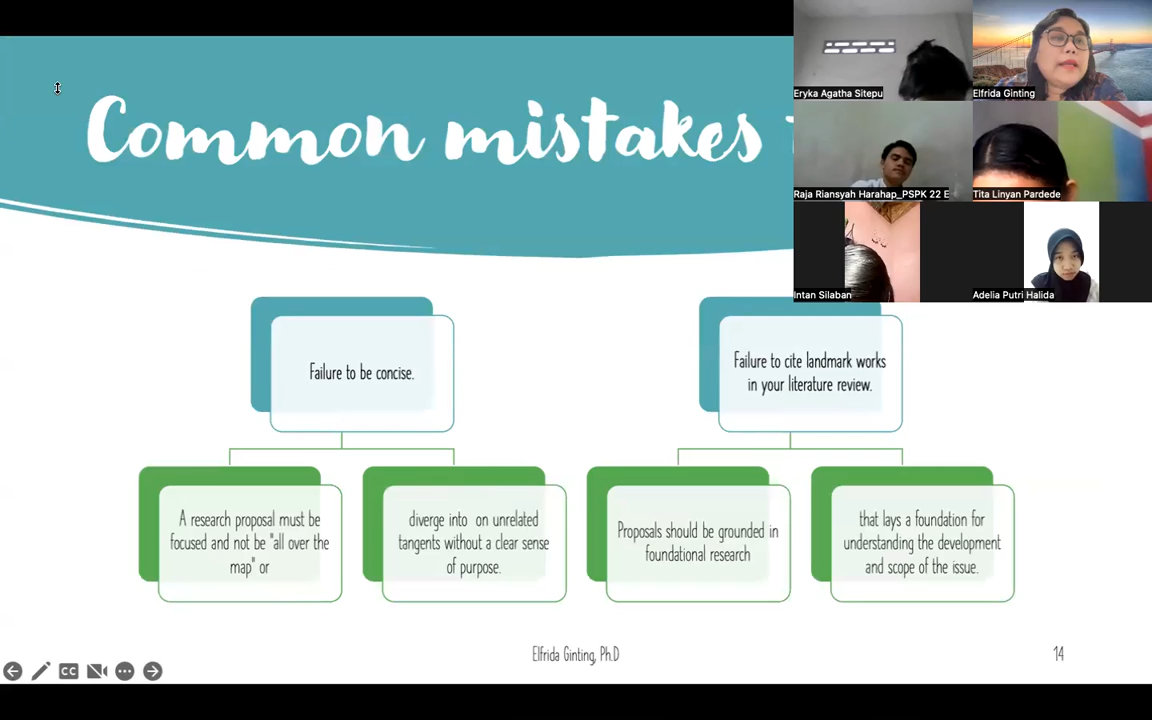 Common mistakes
Eryka Agatha Sitepu
Elfrida Ginting
Raja Riansyah Harahap_PSPK 22 E
Tita Linyan Pardede
Intan Silaban
Adelia Putri Halida
Failure to be concise.
Failure to cite landmark works
in your literature review.
A research proposal must be
focused and not be "all over the
map" or
diverge into on unrelated
tangents without a clear sense
of purpose.
Proposals should be grounded in
foundational research
that lays a foundation for
understanding the development
and scope of the issue.
CC
Elfrida Ginting, Ph.D
14